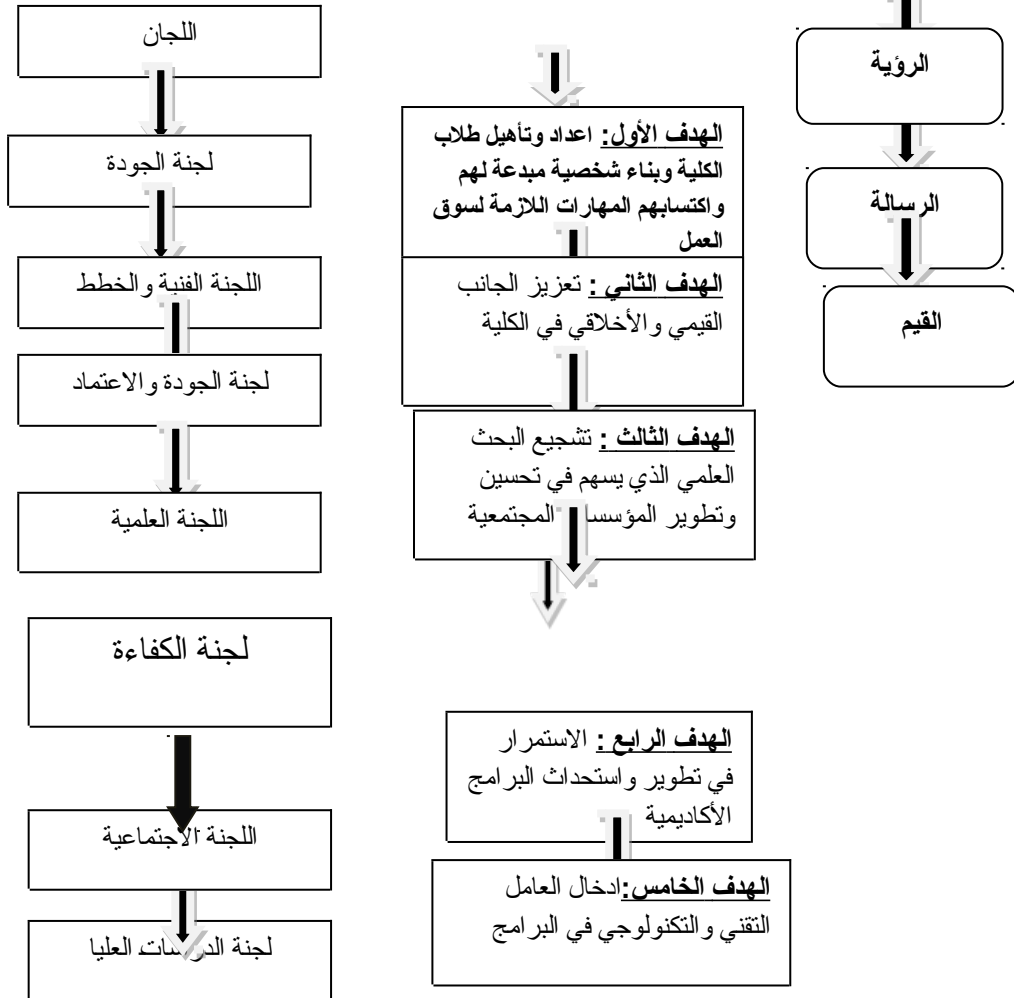 الرؤية
الرسالة
القيم
الهدف الأول: اعداد وتأهيل طلاب
الكلية وبناء شخصية مبدعة لهم
واكتسابهم المهارات اللازمة لسوق
العمل
الهدف الثاني : تعزيز الجانب
القيمي والأخلاقي في الكلية
الهدف الثالث : تشجيع البحث
العلمي الذي يسهم في تحسين
وتطوير المجتمعية
الهدف الرابع : الاستمرار
في تطوير واستحداث البرامج
الأكاديمية
الهدف الخامس:ادخال العامل
التقني والتكنولوجي في البرامج
اللجان
لجنة الجودة
اللجنة الفنية والخطط
لجنة الجودة والاعتماد
اللجنة العلمية
لجنة الكفاءة
اللجنة الاجتماعية
لجنة الدراسات العليا